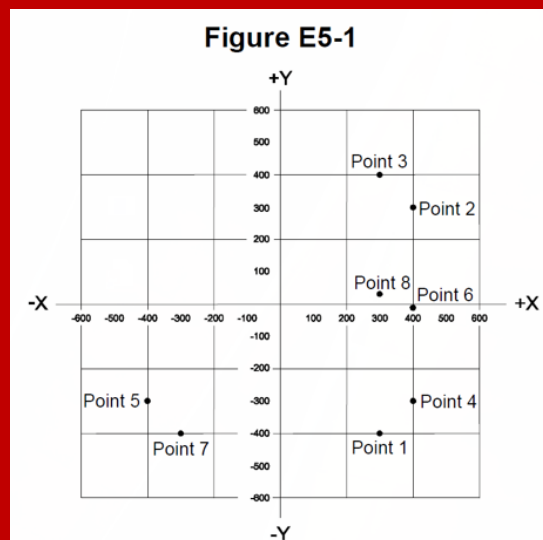 Figure E5-1
+Y
600
500
Point 3
400
300
Point 2
200
100
Point 8
Point 6
-X
+X
-600 -500 -400 -300 -200 -100 100 200 300 400 500 600
-100
-200
Point 5
-300
Point 4
-400
Point 7
Point 1
-500
-600
-Y